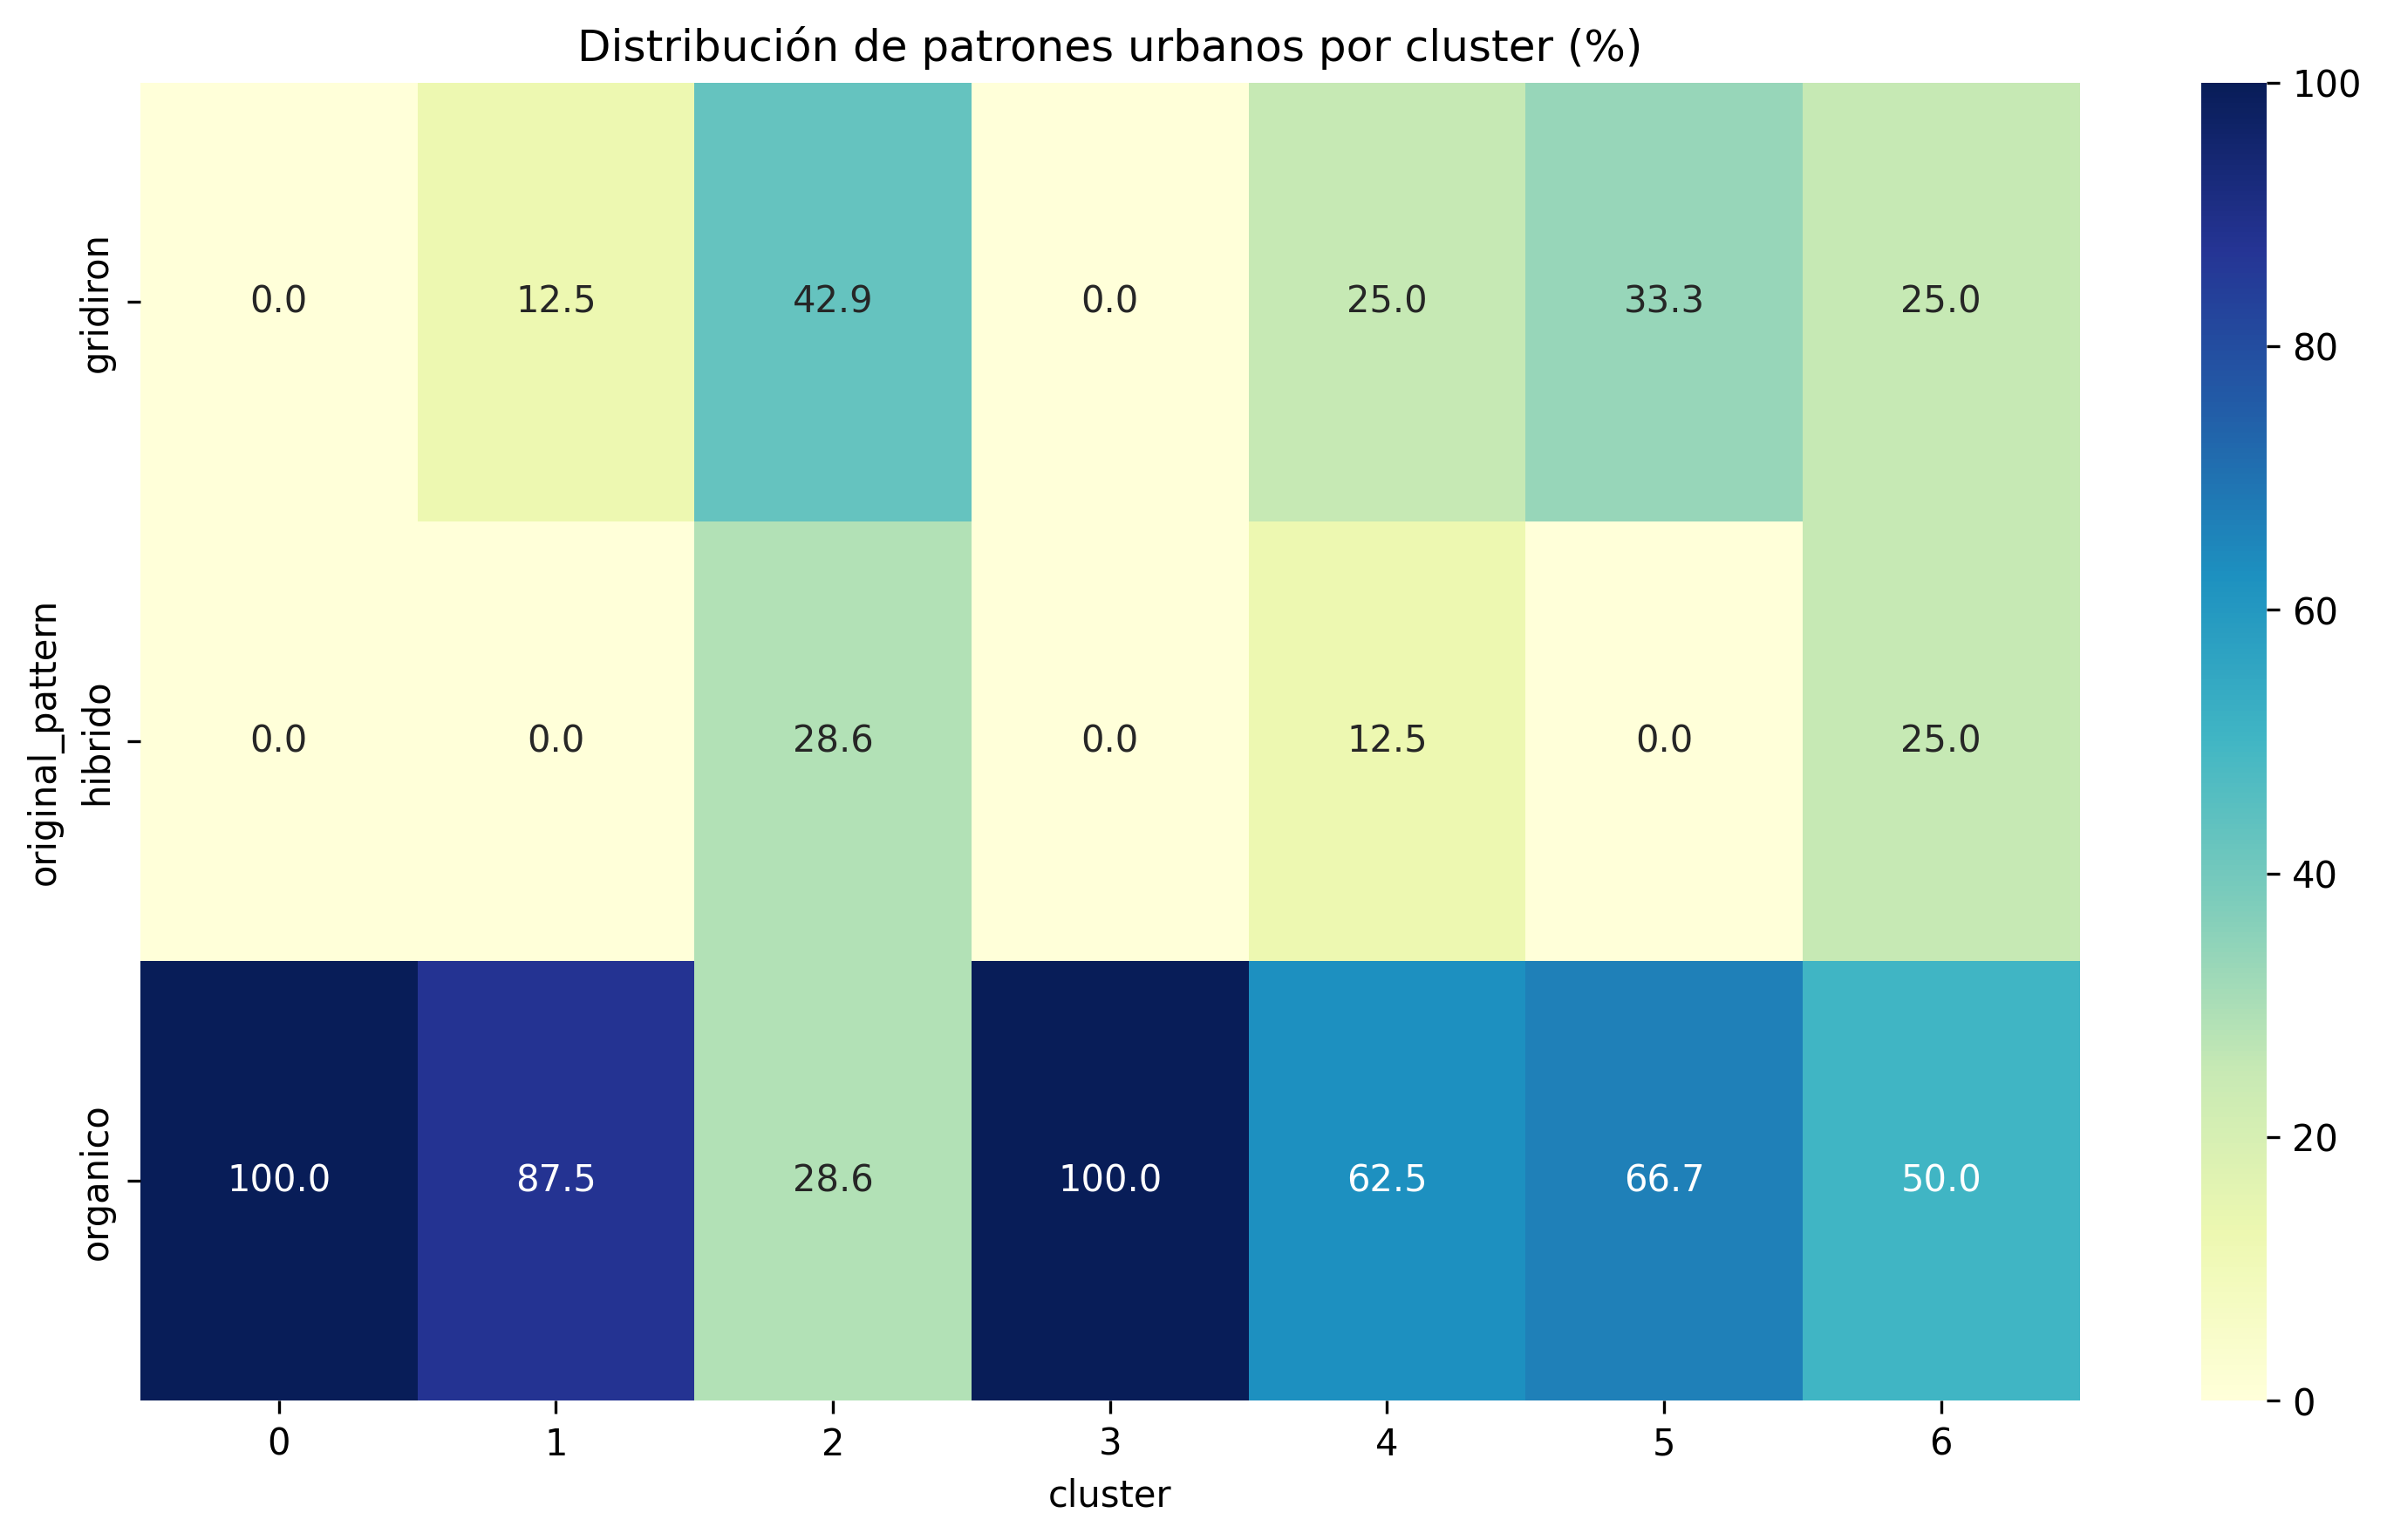 Distribución de patrones urbanos por cluster (%)
original_pattern
gridiron
0.0 12.5 42.9 0.0 25.0 33.3 25.0
hibrido
0.0 0.0 28.6 0.0 12.5 0.0 25.0
organico
100.0 87.5 28.6 100.0 62.5 66.7 50.0
0 1 2 3 4 5 6
cluster
100
80
60
40
20
0